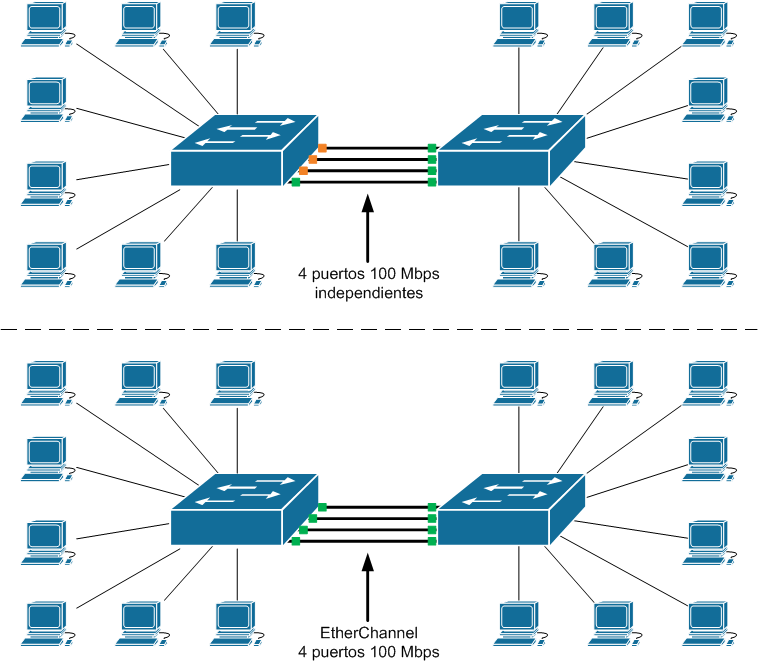 4 puertos 100 Mbps
independientes
EtherChannel
4 puertos 100 Mbps